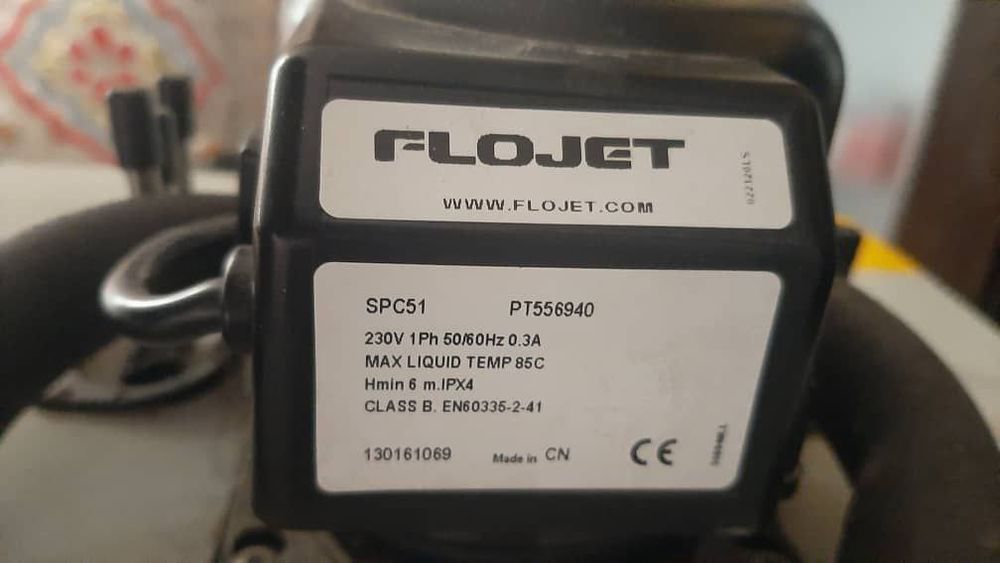 FLOJET
WWW.FLOJET.COM
SPC51 PT556940
230V 1Ph 50/60Hz 0.3A
MAX LIQUID TEMP 85C
Hmin 6 m.IPX4
CLASS B. EN60335-2-41
130161069 Made in CN CE